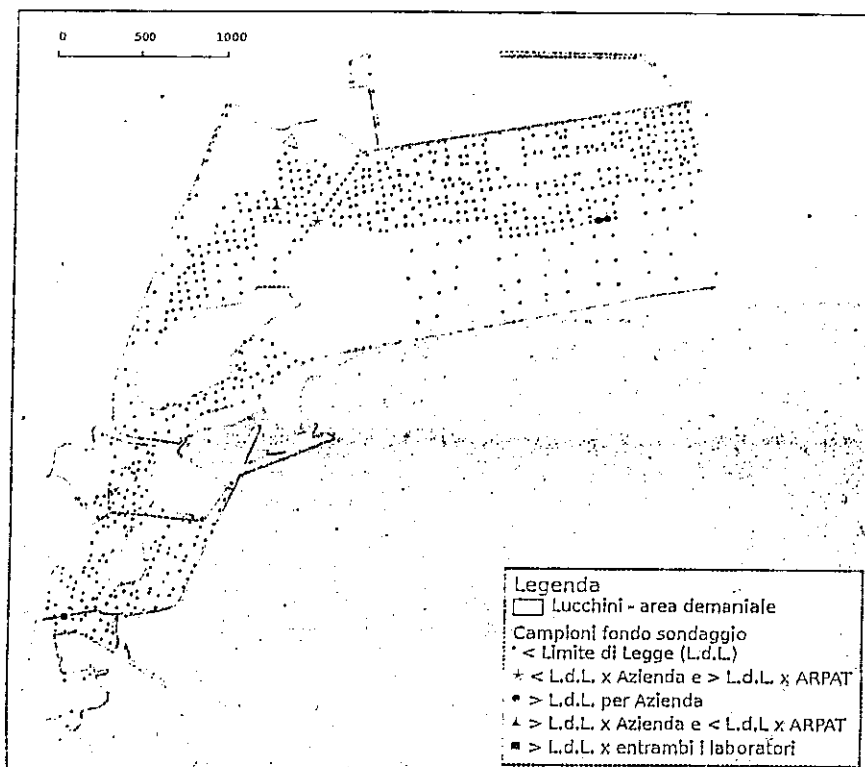 0 500 1000
Legenda
Lucchini - area demaniale
Campioni fondo sondaggio
< Limite di Legge (L.d.L.)
< L.d.L. x Azienda e > L.d.L. x ARPAT
> L.d.L. per Azienda
> L.d.L. x Azienda e < L.d.L x ARPAT
> L.d.L. x entrambi i laboratori